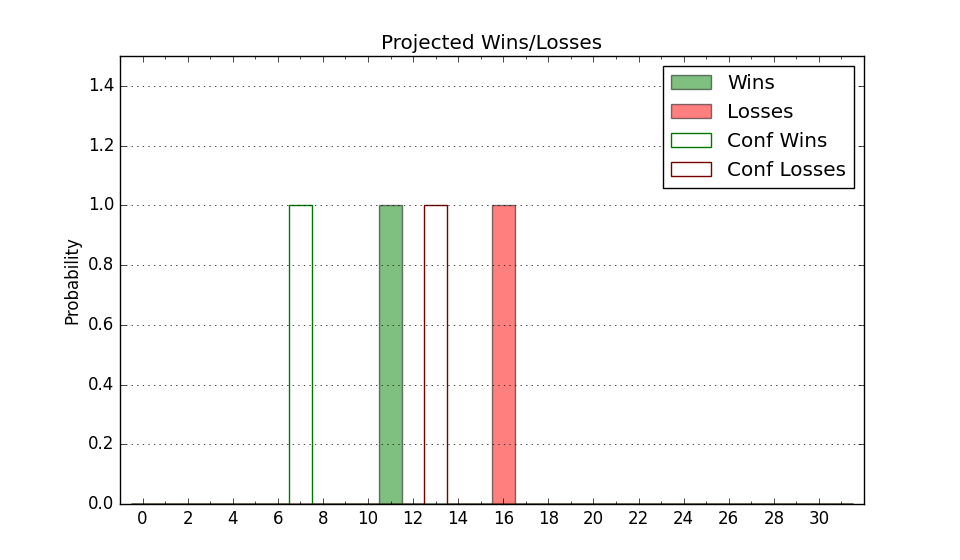 Projected Wins/Losses
Wins
Losses
Conf Wins
Conf Losses
Probability
1.4
1.2
1.0
0.8
0.6
0.4
0.2
0.0
0 2 4 6 8 10 12 14 16 18 20 22 24 26 28 30